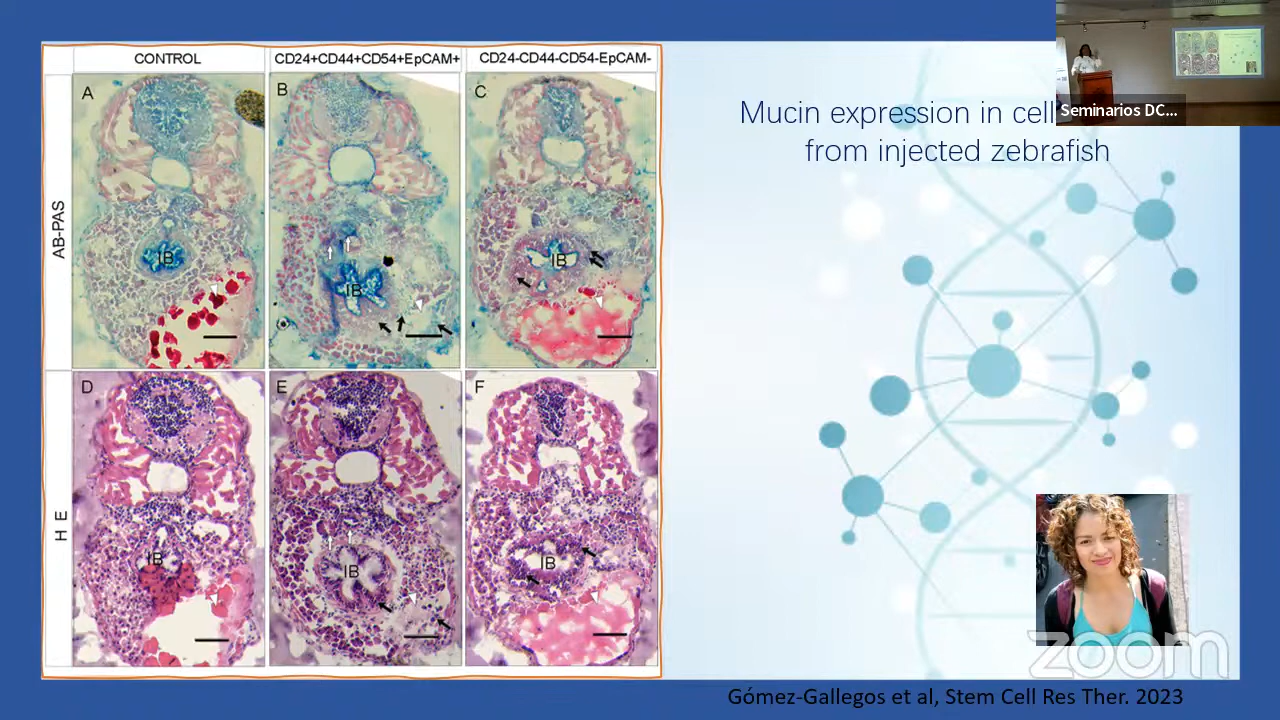 CONTROL
CD24+CD44+CD54+EpCAM+
CD24-CD44-CD54-EpCAM-
A
B
C
AB-PAS
IB
IB
IB
D
E
F
H E
IB
IB
IB
Mucin expression in cell
from injected zebrafish
Seminarios DC...
zoom
Gómez-Gallegos et al, Stem Cell Res Ther. 2023